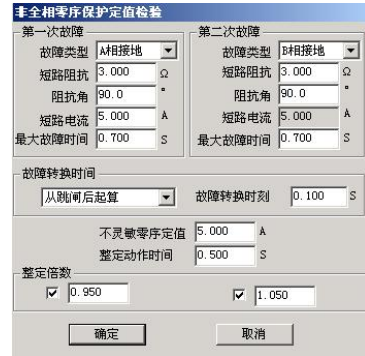 非全相零序保护定值检验
第一次故障 第二次故障
故障类型 A相接地 故障类型 B相接地
短路阻抗 3.000 Ω 短路阻抗 3.000 Ω
阻抗角 90.0 ° 阻抗角 90.0 °
短路电流 5.000 A 短路电流 5.000 A
最大故障时间 0.700 S 最大故障时间 0.700 S
故障转换时间
从跳闸后起算 故障转换时刻 0.100 S
不灵敏零序定值 5.000 A
整定动作时间 0.500 S
整定倍数
0.950 1.050
确定 取消